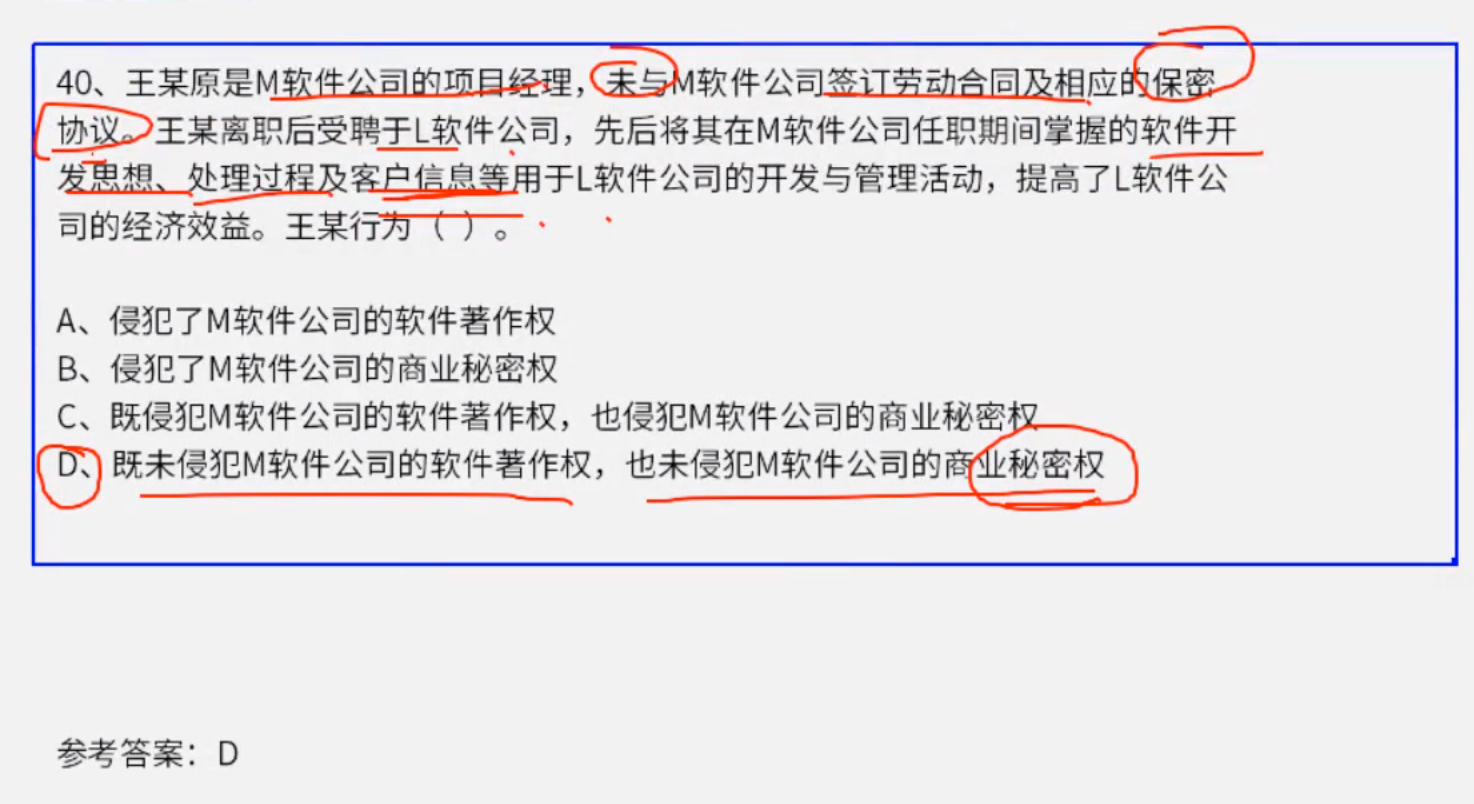 40、王某原是M软件公司的项目经理，未与M软件公司签订劳动合同及相应的保密
协议。王某离职后受聘于L软件公司，先后将其在M软件公司任职期间掌握的软件开
发思想、处理过程及客户信息等用于L软件公司的开发与管理活动，提高了L软件公
司的经济效益。王某行为（ ）。
A、侵犯了M软件公司的软件著作权
B、侵犯了M软件公司的商业秘密权
C、既侵犯M软件公司的软件著作权，也侵犯M软件公司的商业秘密权
D、既未侵犯M软件公司的软件著作权，也未侵犯M软件公司的商业秘密权
参考答案：D